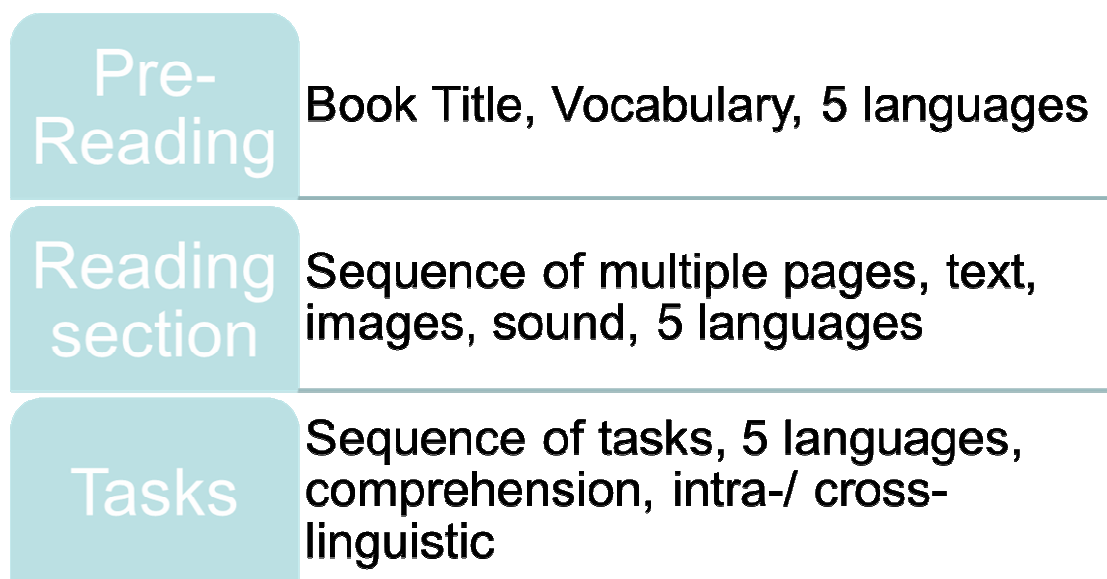 Pre-
Reading
Book Title, Vocabulary, 5 languages
Reading
section
Sequence of multiple pages, text,
images, sound, 5 languages
Tasks
Sequence of tasks, 5 languages,
comprehension, intra-/ cross-
linguistic